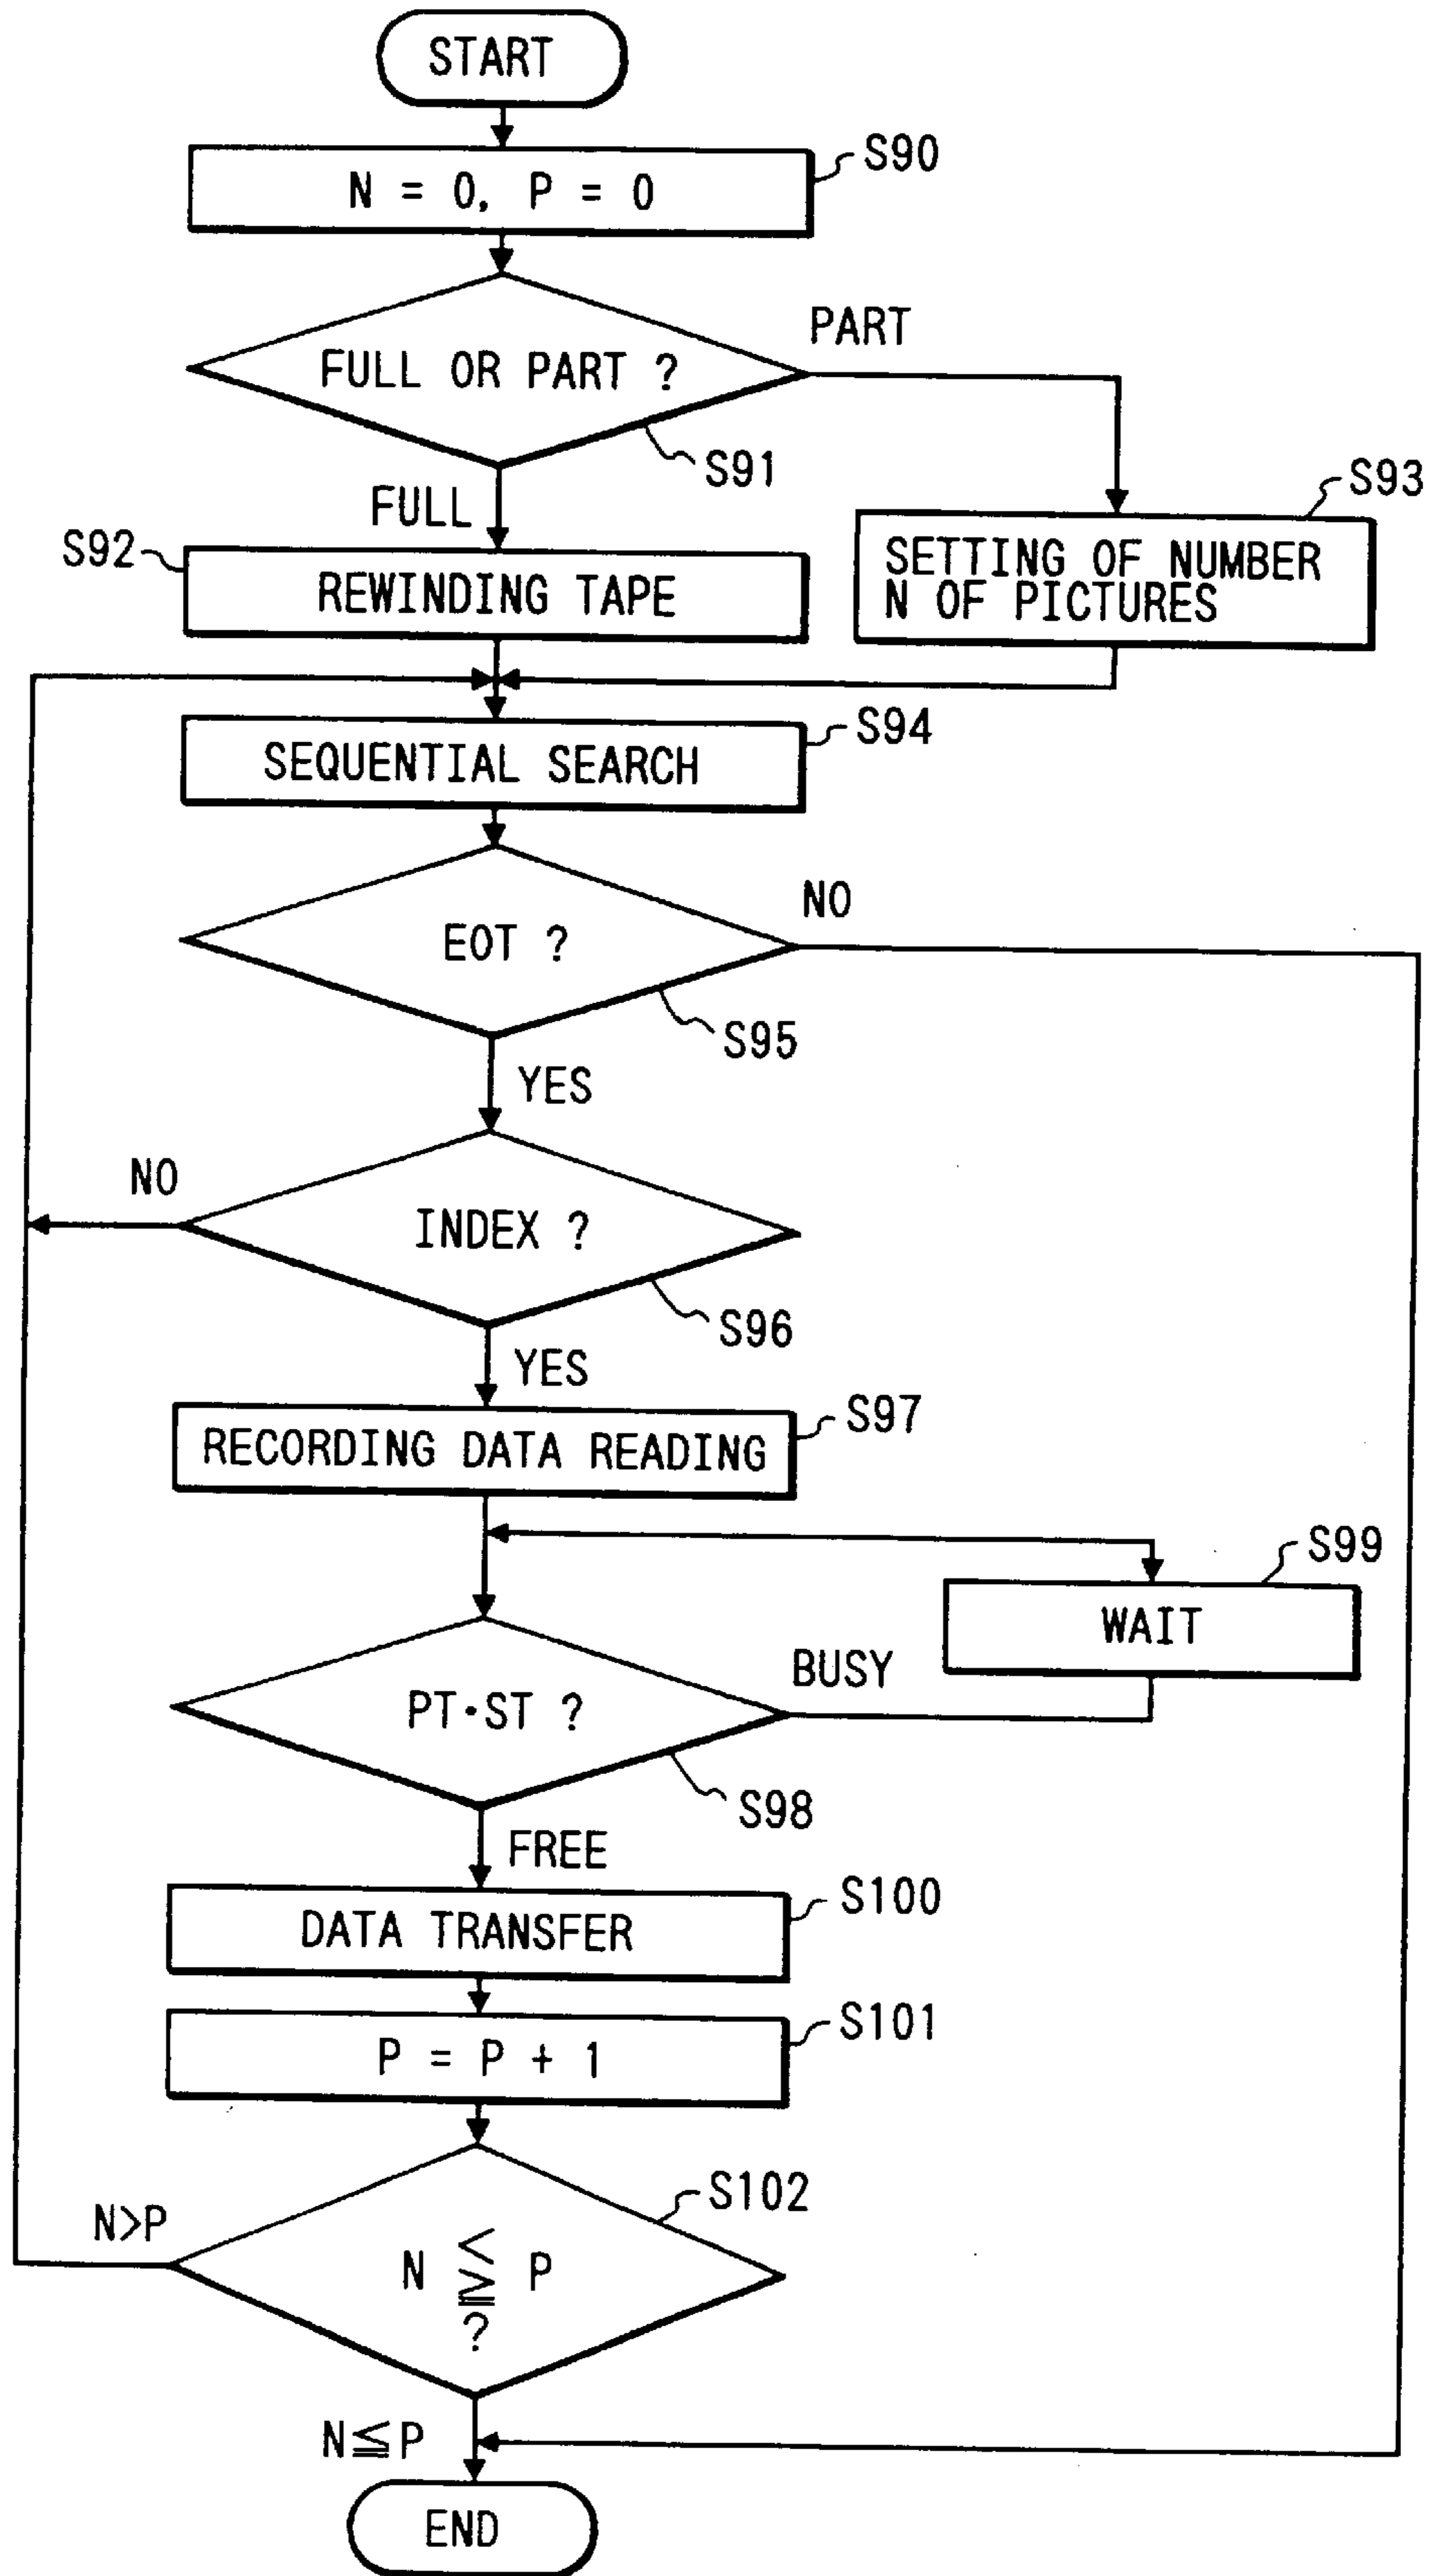 START
S90
N = 0, P = 0
PART
FULL OR PART ?
S91
S93
FULL
S92
REWINDING TAPE
SETTING OF NUMBER
N OF PICTURES
S94
SEQUENTIAL SEARCH
NO
EOT ?
S95
YES
NO
INDEX ?
S96
YES
S97
RECORDING DATA READING
S99
WAIT
BUSY
PT·ST ?
S98
FREE
S100
DATA TRANSFER
S101
P = P + 1
S102
N>P
N ⪋ P
?
N≦P
END